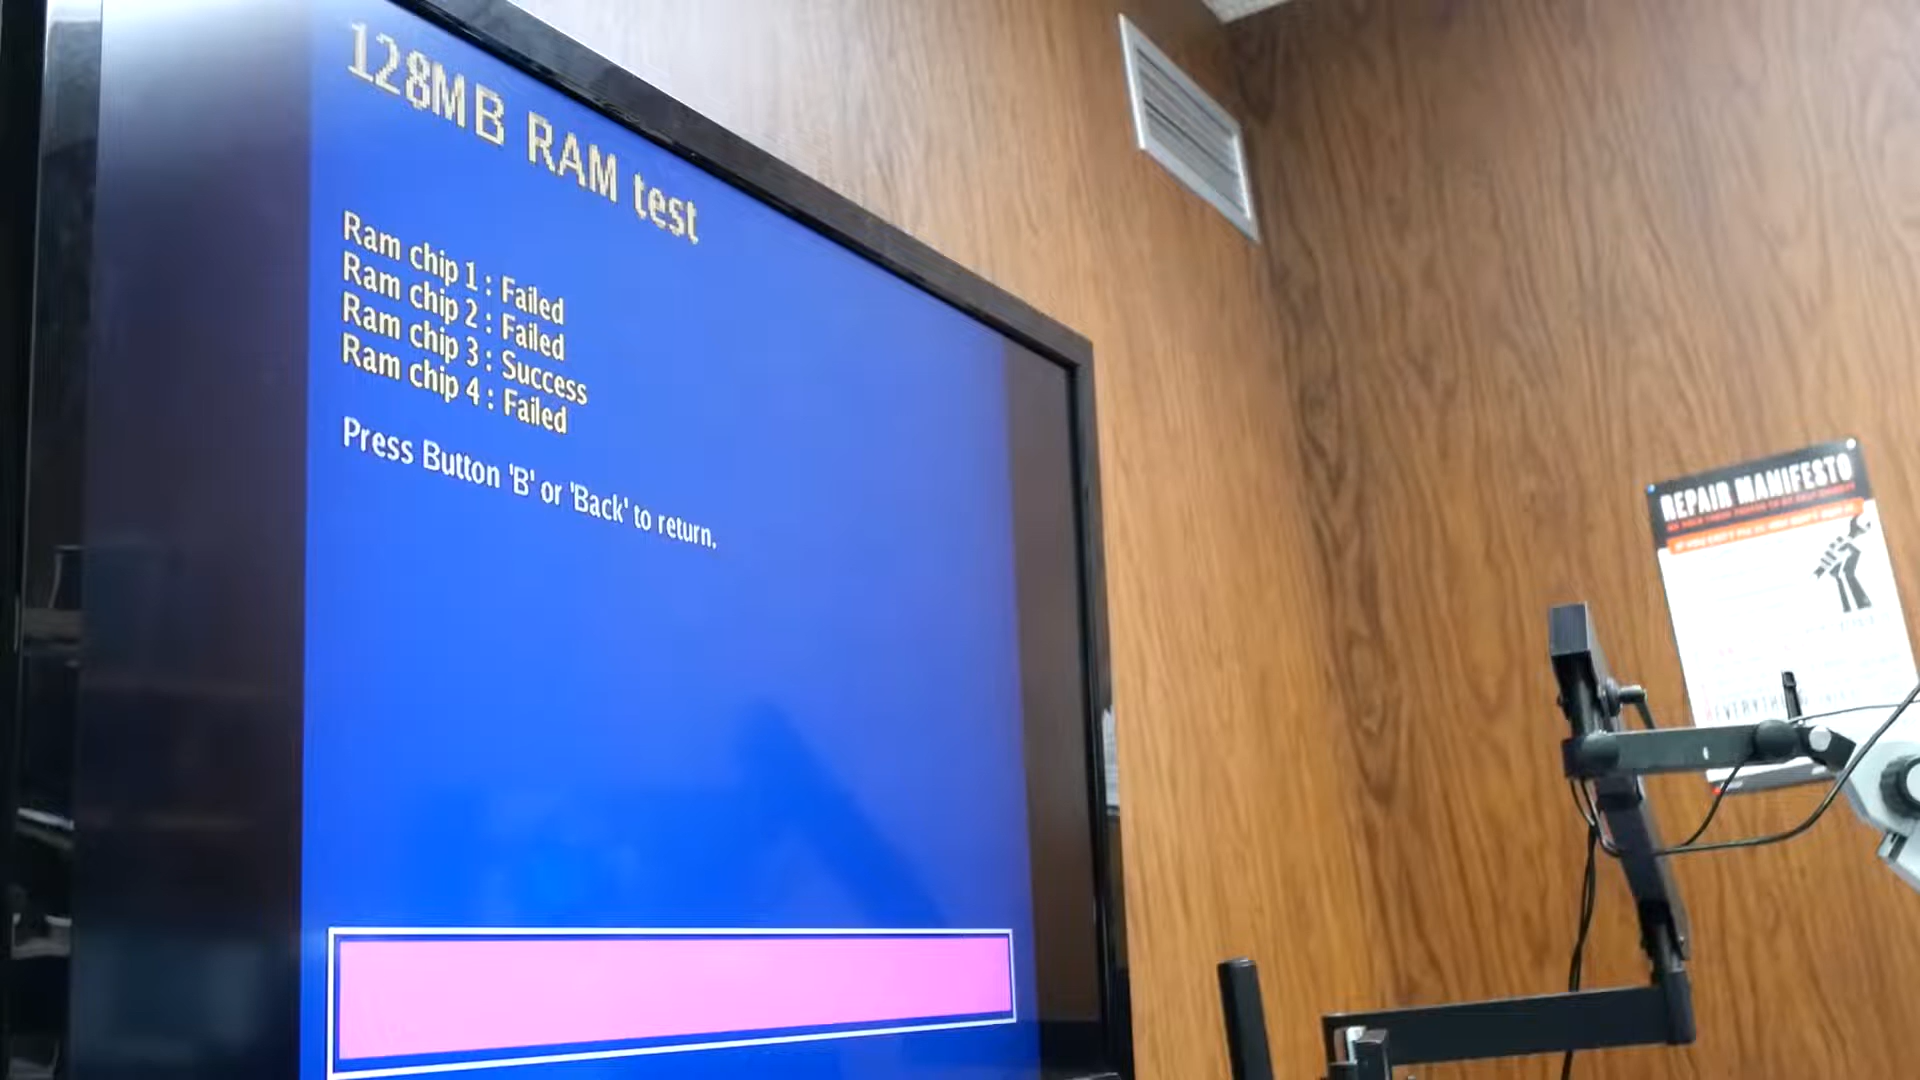 128MB RAM test
Ram chip 1 : Failed
Ram chip 2 : Failed
Ram chip 3 : Success
Ram chip 4 : Failed
Press Button 'B' or 'Back' to return.
REPAIR MANIFESTO